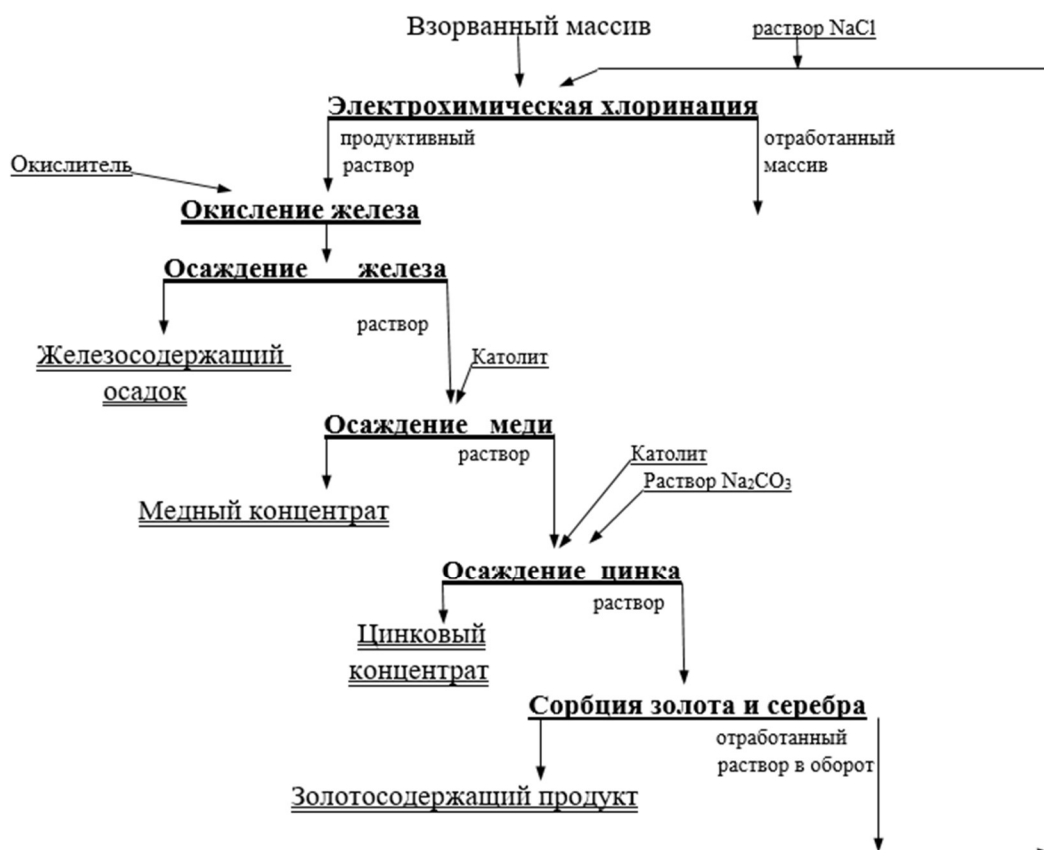 Взорванный массив
раствор NaCl
Электрохимическая хлоринация
продуктивный
раствор
отработанный
массив
Окислитель
Окисление железа
Осаждение железа
раствор
Железосодержащий
осадок
Католит
Осаждение меди
раствор
Католит
Раствор Na₂CO₃
Медный концентрат
Осаждение цинка
раствор
Цинковый
концентрат
Сорбция золота и серебра
отработанный
раствор в оборот
Золотосодержащий продукт